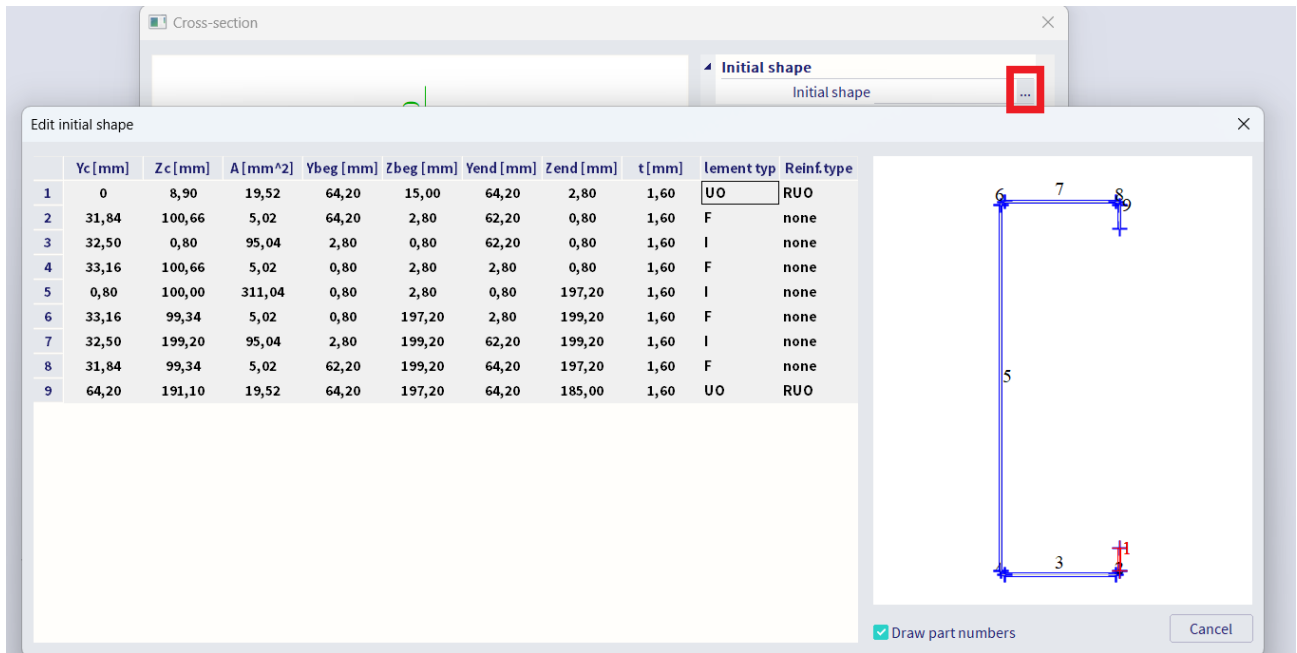 Cross-section
Initial shape
Initial shape ...
Edit initial shape
Yc [mm] Zc [mm] A [mm^2] Ybeg [mm] Zbeg [mm] Yend [mm] Zend [mm] t [mm] lement typ Reinf. type
1 0 8,90 19,52 64,20 15,00 64,20 2,80 1,60 UO RUO
2 31,84 100,66 5,02 64,20 2,80 62,20 0,80 1,60 F none
3 32,50 0,80 95,04 2,80 0,80 62,20 0,80 1,60 I none
4 33,16 100,66 5,02 0,80 2,80 2,80 0,80 1,60 F none
5 0,80 100,00 311,04 0,80 2,80 0,80 197,20 1,60 I none
6 33,16 99,34 5,02 0,80 197,20 2,80 199,20 1,60 F none
7 32,50 199,20 95,04 2,80 199,20 62,20 199,20 1,60 I none
8 31,84 99,34 5,02 62,20 199,20 64,20 197,20 1,60 F none
9 64,20 191,10 19,52 64,20 197,20 64,20 185,00 1,60 UO RUO
6 7 8
9
5
1
4 3 2
Draw part numbers
Cancel